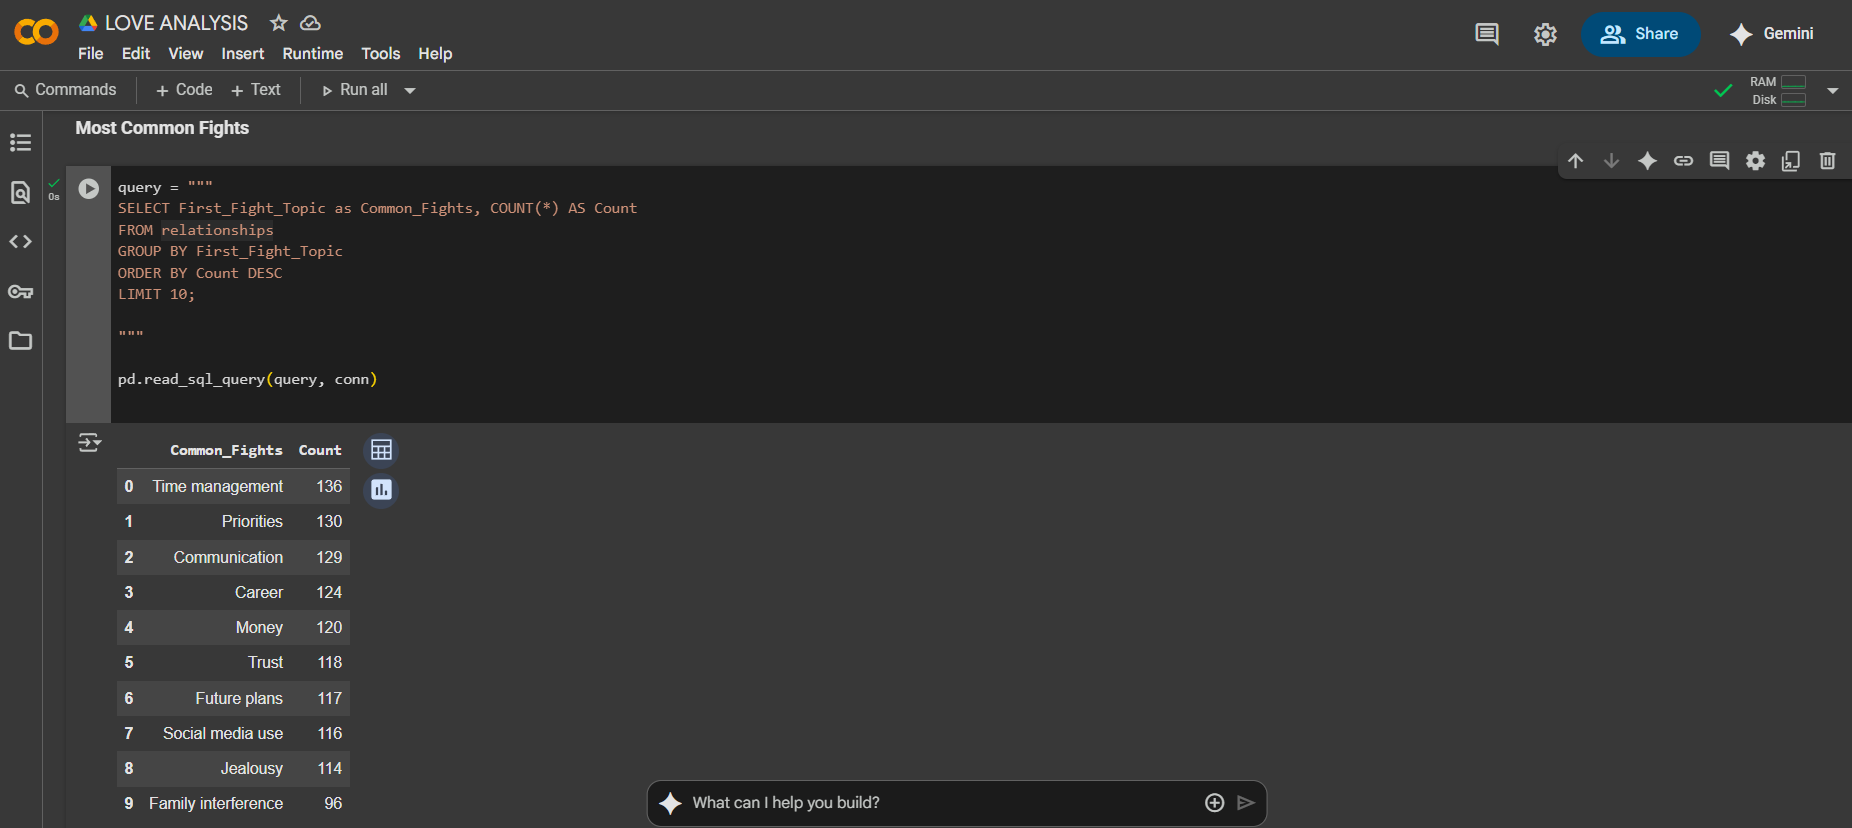 LOVE ANALYSIS
File Edit View Insert Runtime Tools Help
Share
Gemini
Commands + Code + Text Run all
RAM
Disk
Most Common Fights
0s
query = """
SELECT First_Fight_Topic as Common_Fights, COUNT(*) AS Count
FROM relationships
GROUP BY First_Fight_Topic
ORDER BY Count DESC
LIMIT 10;
"""
pd.read_sql_query(query, conn)
Common_Fights Count
0 Time management 136
1 Priorities 130
2 Communication 129
3 Career 124
4 Money 120
5 Trust 118
6 Future plans 117
7 Social media use 116
8 Jealousy 114
9 Family interference 96
What can I help you build?